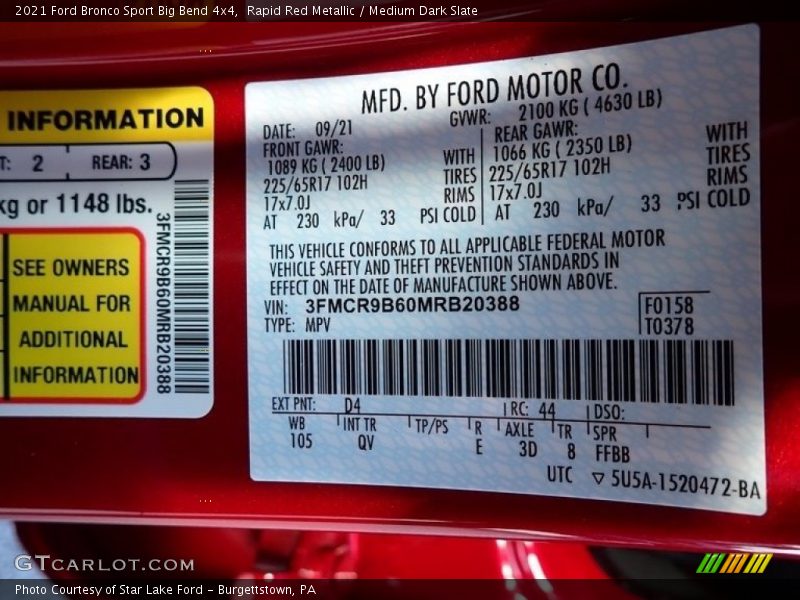 2021 Ford Bronco Sport Big Bend 4x4,  Rapid Red Metallic / Medium Dark Slate
INFORMATION
T: 2 REAR: 3
kg or 1148 lbs.
SEE OWNERS
MANUAL FOR
ADDITIONAL
INFORMATION
3FMCR9B60MRB20388
MFD. BY FORD MOTOR CO.
DATE: 09/21 GVWR: 2100 KG ( 4630 LB)
FRONT GAWR: REAR GAWR:
1089 KG ( 2400 LB) WITH 1066 KG ( 2350 LB) WITH
225/65R17 102H TIRES 225/65R17 102H TIRES
17x7.0J RIMS 17x7.0J RIMS
AT 230 kPa/ 33 PSI COLD AT 230 kPa/ 33 PSI COLD
THIS VEHICLE CONFORMS TO ALL APPLICABLE FEDERAL MOTOR
VEHICLE SAFETY AND THEFT PREVENTION STANDARDS IN
EFFECT ON THE DATE OF MANUFACTURE SHOWN ABOVE.
VIN: 3FMCR9B60MRB20388 F0158
TYPE: MPV T0378
EXT PNT: D4 RC: 44 DSO:
WB INT TR TP/PS R AXLE TR SPR
105 QV E 3D 8 FFBB
UTC ▽ 5U5A-1520472-BA
GTCARLOT.COM
Photo Courtesy of Star Lake Ford - Burgettstown, PA